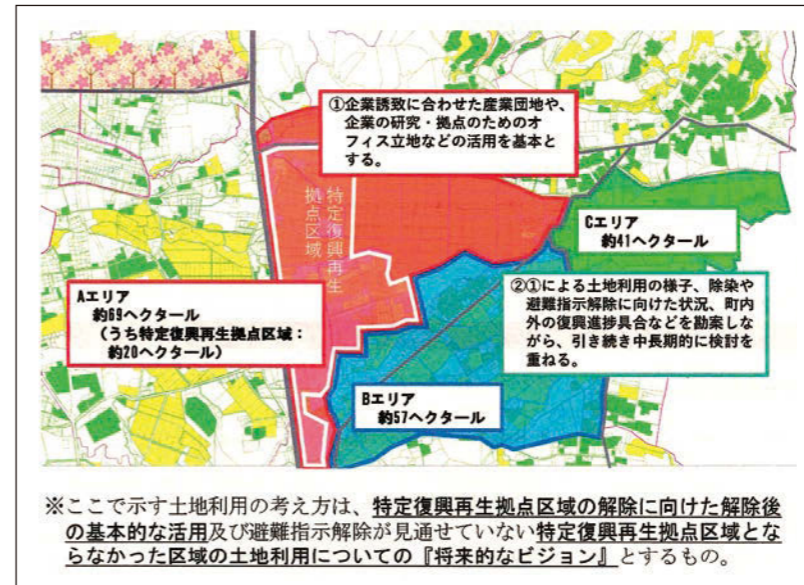 ①企業誘致に合わせた産業団地や、
企業の研究・拠点のためのオ
フィス立地などの活用を基本と
する。
特定復興再生
拠点区域
Cエリア
約41ヘクタール
②①による土地利用の様子、除染や
避難指示解除に向けた状況、町内
外の復興進捗具合などを勘案しな
がら、引き続き中長期的に検討を
重ねる。
Aエリア
約69ヘクタール
(うち特定復興再生拠点区域：
約20ヘクタール)
Bエリア
約57ヘクタール
※ここで示す土地利用の考え方は、特定復興再生拠点区域の解除に向けた解除後
の基本的な活用及び避難指示解除が見通せていない特定復興再生拠点区域とな
らなかった区域の土地利用についての『将来的なビジョン』とするもの。